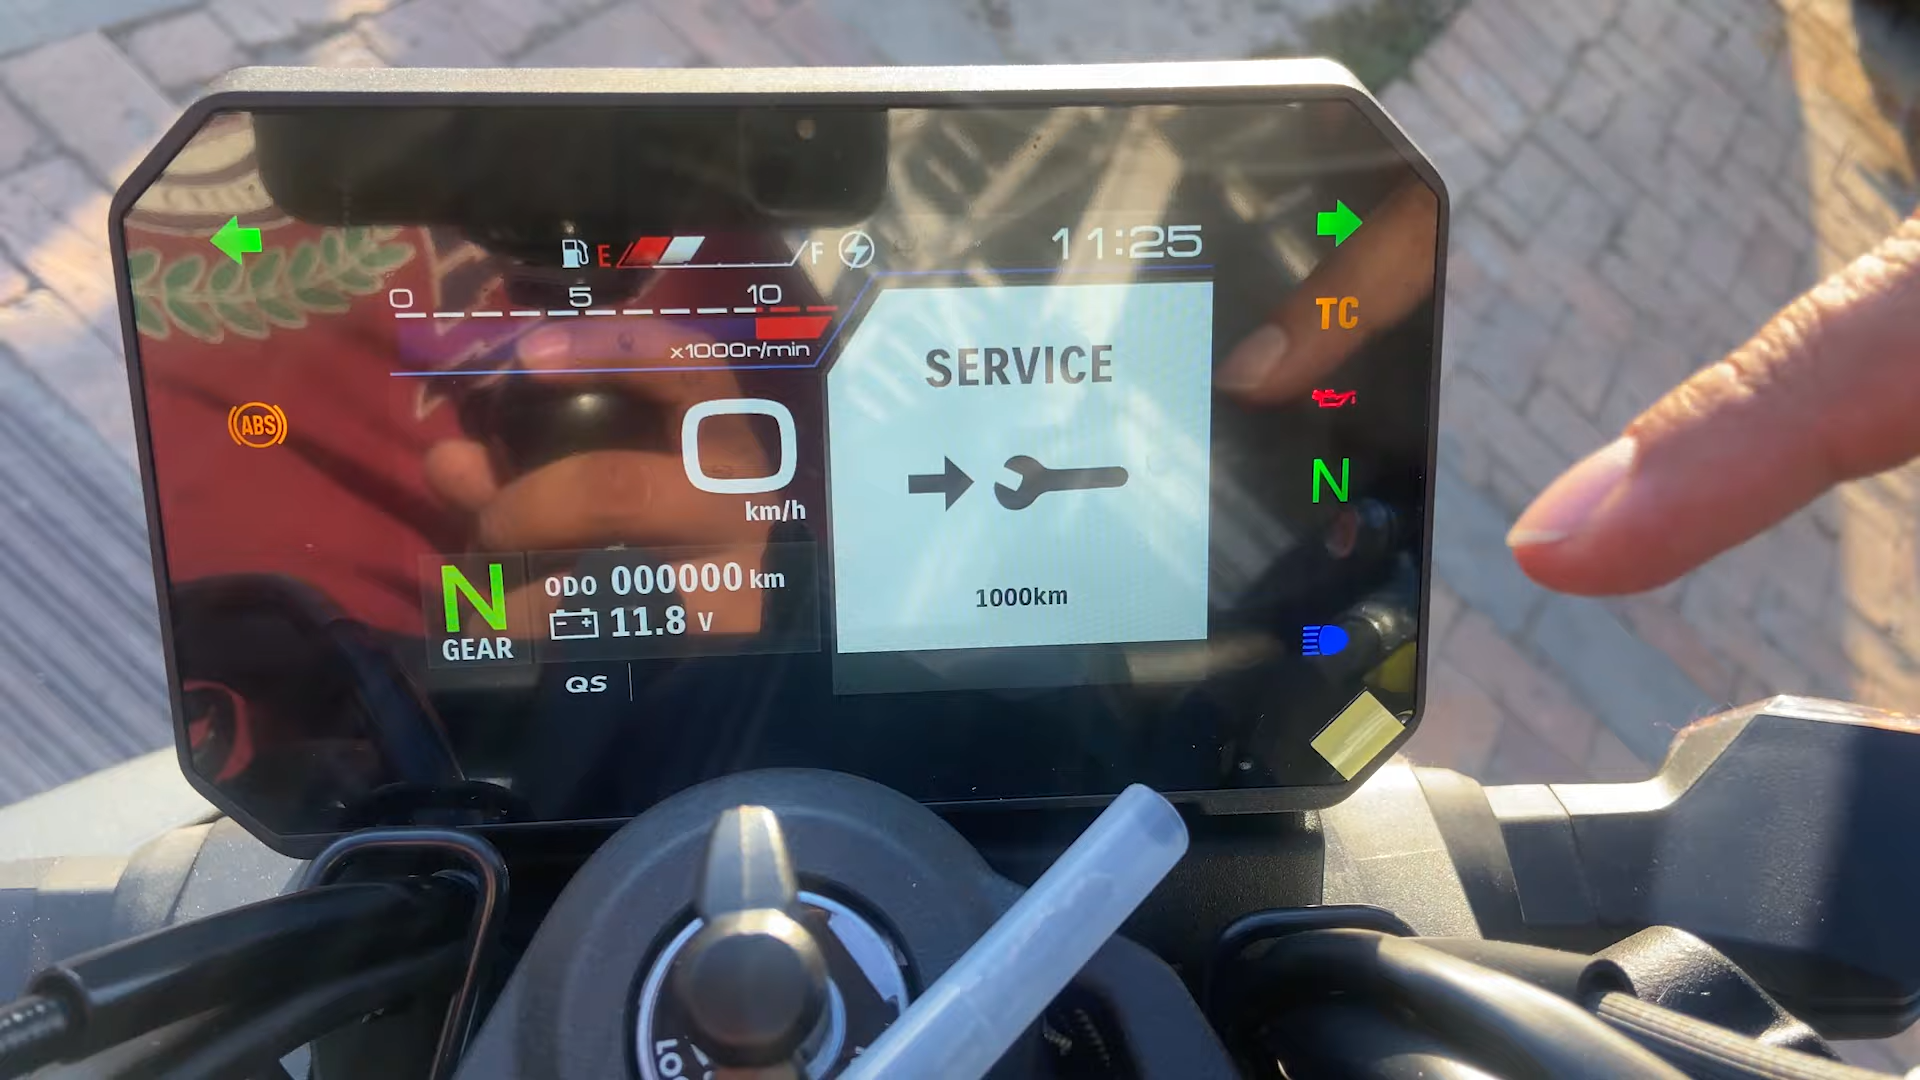 E F 11:25
0 5 10
x1000r/min
TC
SERVICE
ABS
0
km/h
N
1000km
N
GEAR
ODO 000000 km
11.8 V
QS